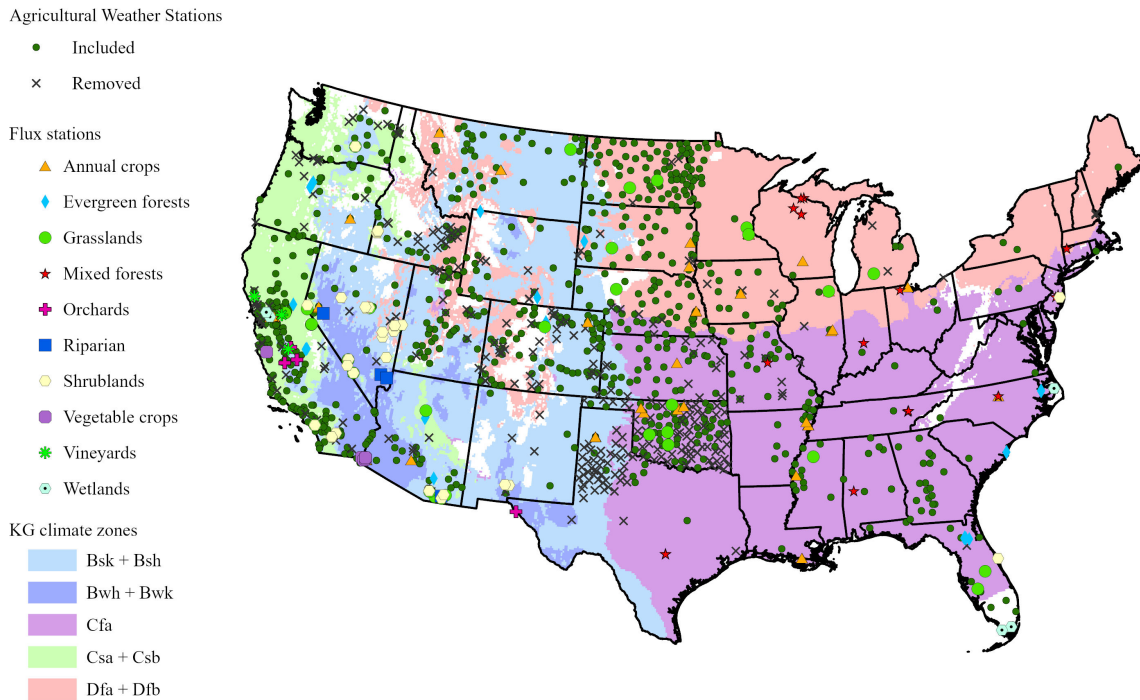 Agricultural Weather Stations
Included
Removed
Flux stations
Annual crops
Evergreen forests
Grasslands
Mixed forests
Orchards
Riparian
Shrublands
Vegetable crops
Vineyards
Wetlands
KG climate zones
Bsk + Bsh
Bwh + Bwk
Cfa
Csa + Csb
Dfa + Dfb